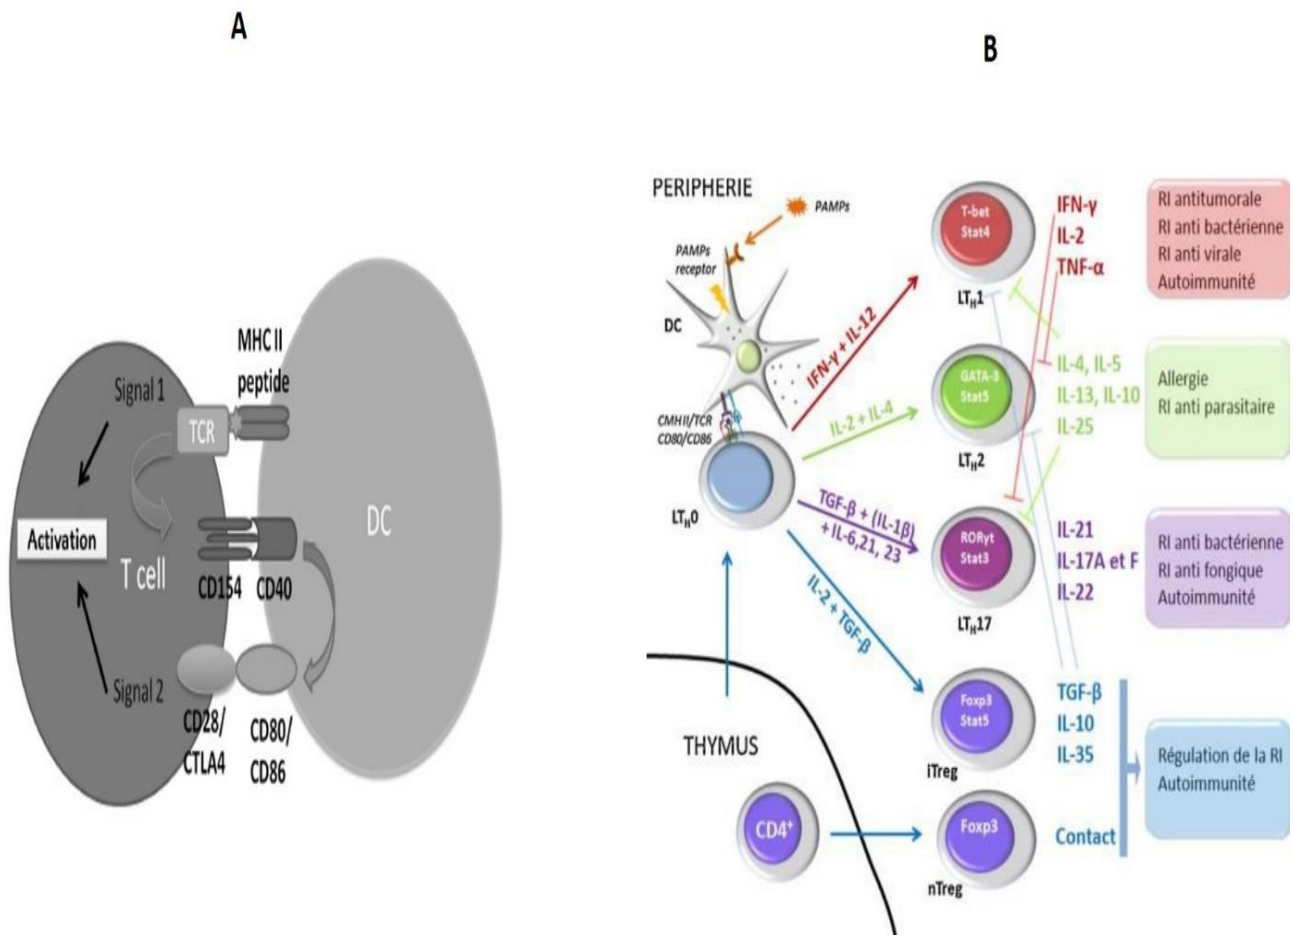 A
MHC II
peptide
Signal 1
TCR
DC
Activation
T cell
CD154
CD40
Signal 2
CD28/
CTLA4
CD80/
CD86
B
PERIPHERIE
PAMPs
PAMPs
receptor
DC
CMHII/TCR
CD80/CD86
LTH0
IFN-γ + IL-12
IL-2 + IL-4
TGF-β + (IL-1β)
+ IL-6,21, 23
IL-2 + TGF-β
THYMUS
CD4⁺
T-bet
Stat4
LTH1
IFN-γ
IL-2
TNF-α
RI antitumorale
RI anti bactérienne
RI anti virale
Autoimmunité
GATA-3
Stat5
LTH2
IL-4, IL-5
IL-13, IL-10
IL-25
Allergie
RI anti parasitaire
RORγt
Stat3
LTH17
IL-21
IL-17A et F
IL-22
RI anti bactérienne
RI anti fongique
Autoimmunité
Foxp3
Stat5
iTreg
TGF-β
IL-10
IL-35
Régulation de la RI
Autoimmunité
Foxp3
nTreg
Contact